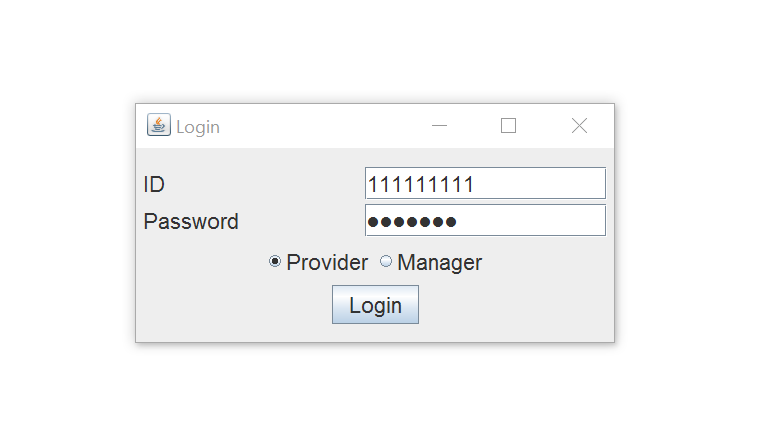 Login
ID 111111111
Password ●●●●●●●
Provider Manager
Login